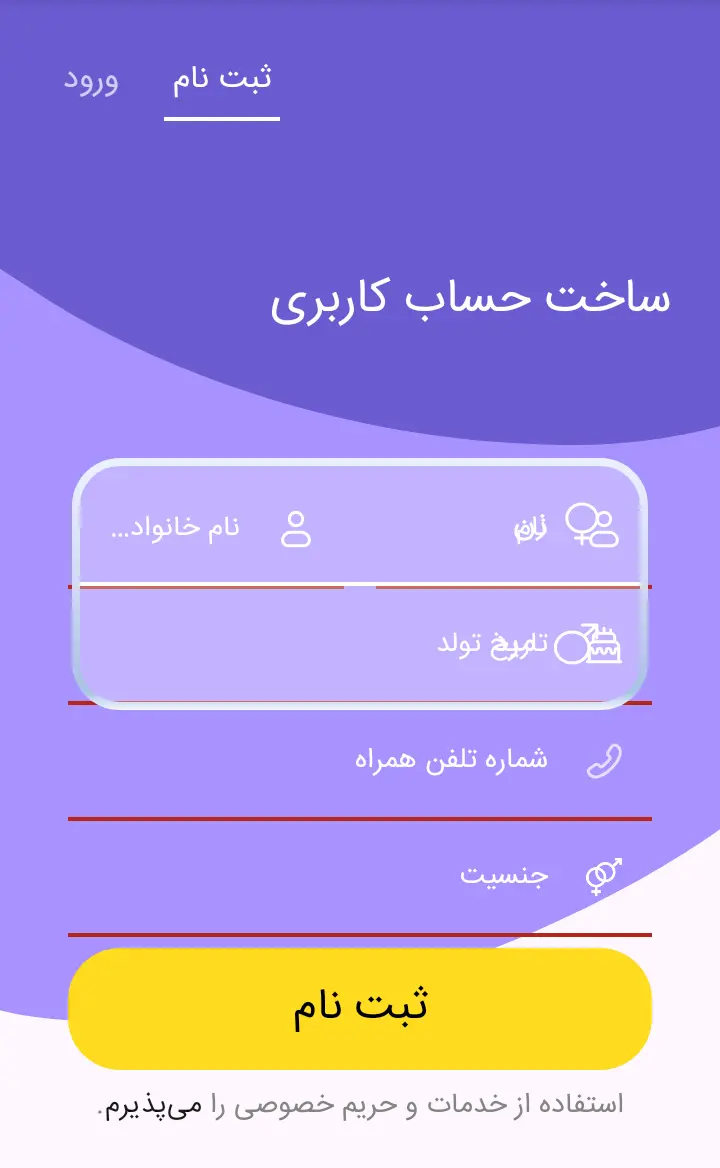 ثبت نام ورود
ساخت حساب کاربری
نام خانواد...
تاریخ تولد
شماره تلفن همراه
جنسیت
ثبت نام
استفاده از خدمات و حریم خصوصی را می‌پذیرم.